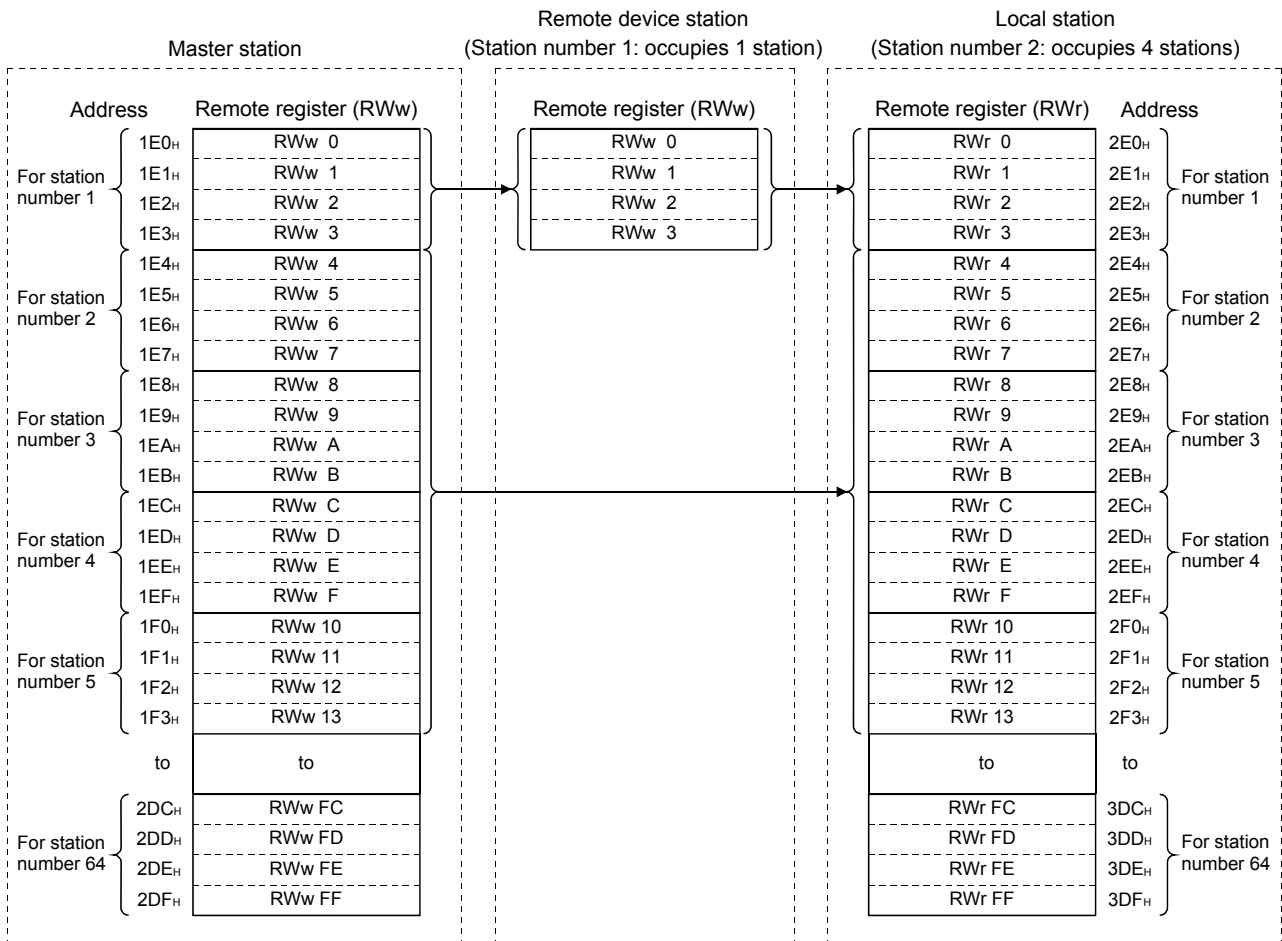 Remote device station Local station
Master station (Station number 1: occupies 1 station) (Station number 2: occupies 4 stations)
Address Remote register (RWw) Remote register (RWw) Remote register (RWr) Address
1E0H RWw 0 RWw 0 RWr 0 2E0H
For station 1E1H RWw 1 RWw 1 RWr 1 2E1H For station
number 1 1E2H RWw 2 RWw 2 RWr 2 2E2H number 1
1E3H RWw 3 RWw 3 RWr 3 2E3H
1E4H RWw 4 RWr 4 2E4H
For station 1E5H RWw 5 RWr 5 2E5H For station
number 2 1E6H RWw 6 RWr 6 2E6H number 2
1E7H RWw 7 RWr 7 2E7H
1E8H RWw 8 RWr 8 2E8H
For station 1E9H RWw 9 RWr 9 2E9H For station
number 3 1EAH RWw A RWr A 2EAH number 3
1EBH RWw B RWr B 2EBH
1ECH RWw C RWr C 2ECH
For station 1EDH RWw D RWr D 2EDH For station
number 4 1EEH RWw E RWr E 2EEH number 4
1EFH RWw F RWr F 2EFH
1F0H RWw 10 RWr 10 2F0H
For station 1F1H RWw 11 RWr 11 2F1H For station
number 5 1F2H RWw 12 RWr 12 2F2H number 5
1F3H RWw 13 RWr 13 2F3H
to to to to
2DCH RWw FC RWr FC 3DCH
For station 2DDH RWw FD RWr FD 3DDH For station
number 64 2DEH RWw FE RWr FE 3DEH number 64
2DFH RWw FF RWr FF 3DFH